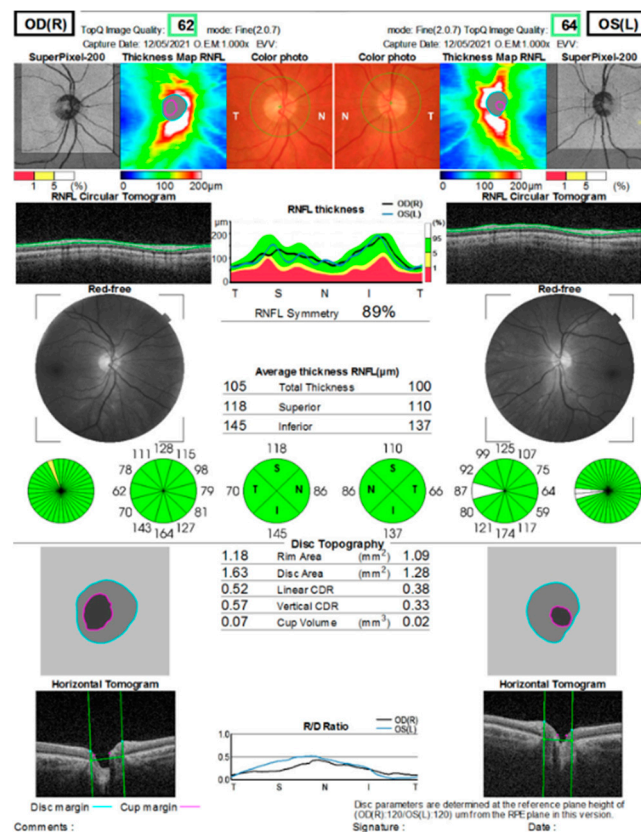 OD(R) TopQ Image Quality: 62 mode: Fine(2.0.7) mode: Fine(2.0.7) TopQ Image Quality: 64 OS(L)
Capture Date: 12/05/2021 O.E.M:1.000x EVV: Capture Date: 12/05/2021 O.E.M:1.000x EVV:
SuperPixel-200 Thickness Map RNFL Color photo Color photo Thickness Map RNFL SuperPixel-200
T N N T
1 5 (%) 0 100 200μm 0 100 200μm 1 5 (%)
RNFL Circular Tomogram RNFL thickness OD(R) RNFL Circular Tomogram
OS(L)
μm (%)
200 95
100 5
0 1
T S N I T
Red-free RNFL Symmetry 89% Red-free
Average thickness RNFL(μm)
105 Total Thickness 100
118 Superior 110
145 Inferior 137
111 128 115 118 110 99 125 107
78 98 S S 92 75
62 79 70 T N 86 86 N T 66 87 64
70 81 I I 80 59
143 164 127 145 137 121 174 117
Disc Topography
1.18 Rim Area (mm²) 1.09
1.63 Disc Area (mm²) 1.28
0.52 Linear CDR 0.38
0.57 Vertical CDR 0.33
0.07 Cup Volume (mm³) 0.02
Horizontal Tomogram Horizontal Tomogram
R/D Ratio OD(R)
OS(L)
1.0
0.5
0.0
T S N I T
Disc margin Cup margin
Disc parameters are determined at the reference plane height of
(OD(R):120/OS(L):120) um from the RPE plane in this version.
Comments : Signature : Date :